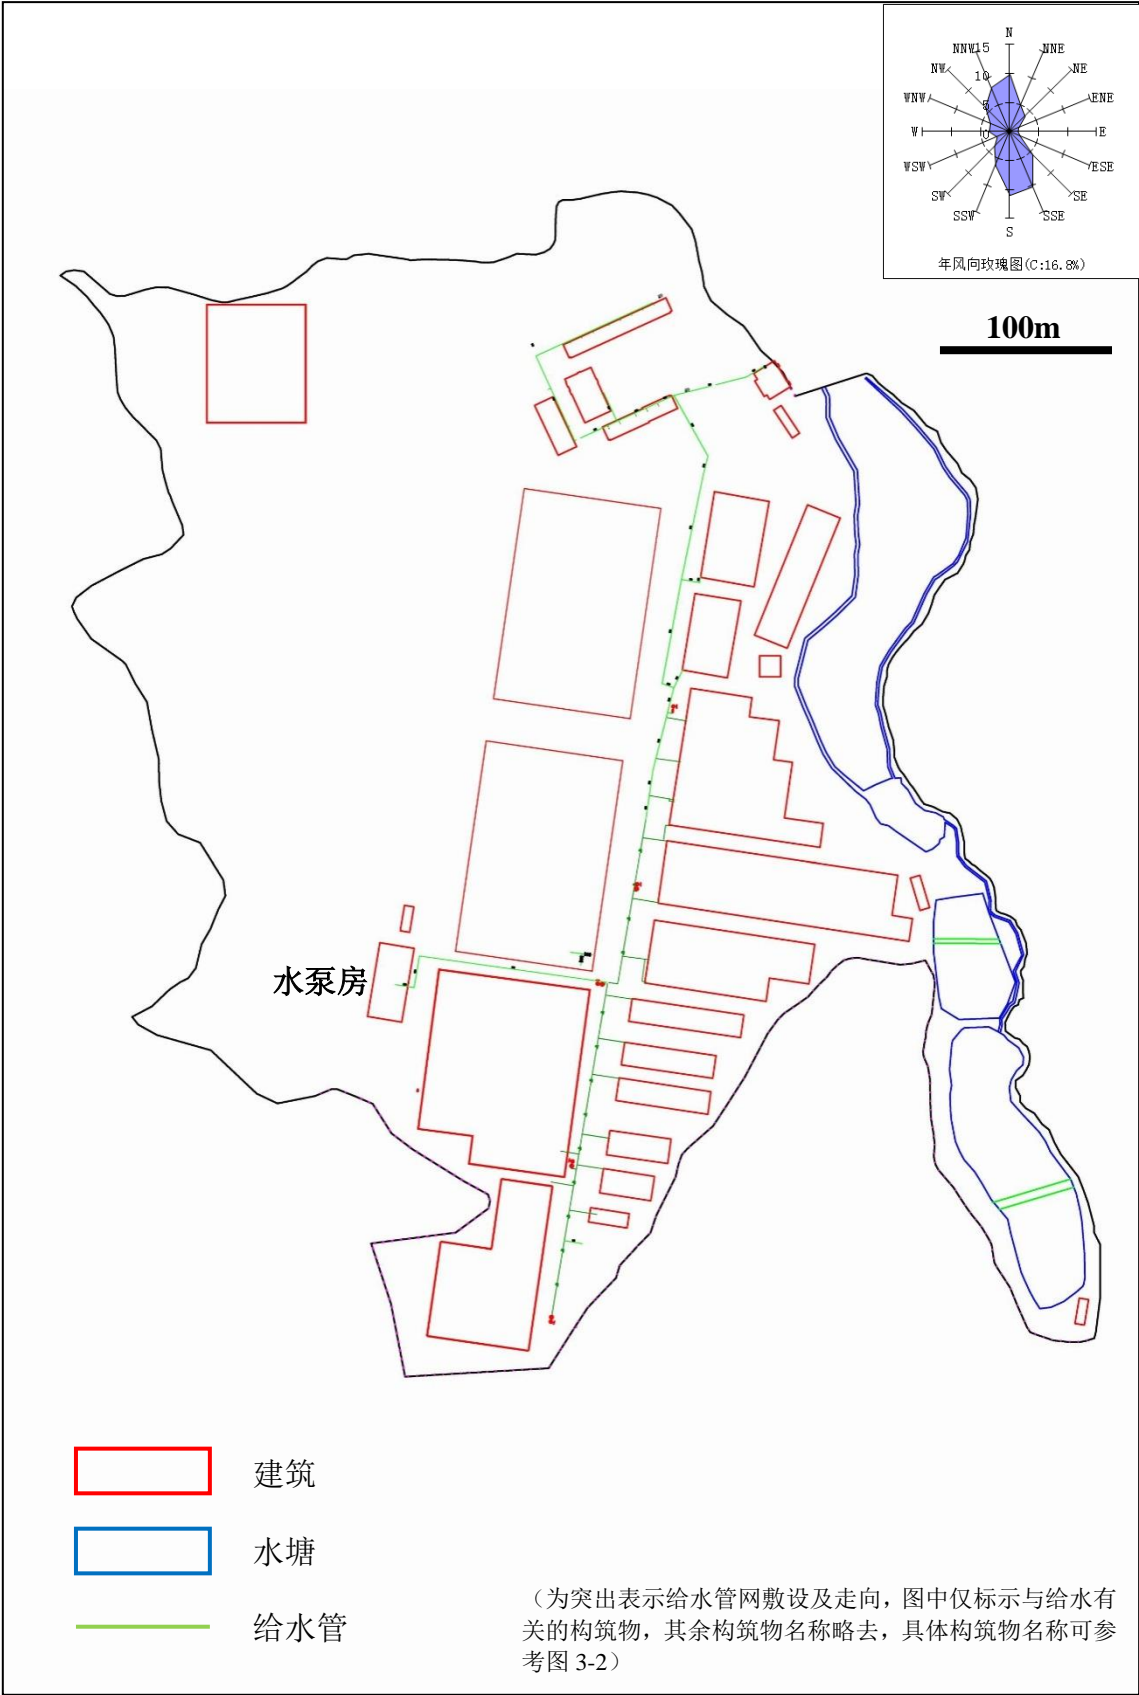 N
NNW
15
NNE
NW
10
NE
WNW
5
ENE
W
0
E
WSW
ESE
SW
SE
SSW
SSE
S
年风向玫瑰图(C:16.8%)
100m
水泵房
建筑
水塘
给水管
（为突出表示给水管网敷设及走向，图中仅标示与给水有
关的构筑物，其余构筑物名称略去，具体构筑物名称可参
考图 3-2）